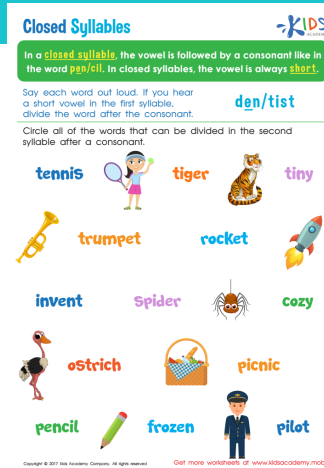 Closed Syllables
KIDS
In a closed syllable, the vowel is followed by a consonant like in
the word pen/cil. In closed syllables, the vowel is always short.
Say each word out loud. If you hear
a short vowel in the first syllable,
divide the word after the consonant.
den/tist
Circle all of the words that can be divided in the second
syllable after a consonant.
tennis tiger tiny
trumpet rocket
invent spider cozy
ostrich picnic
pencil frozen pilot
Copyright © 2017 Kids Academy Company. All rights reserved
Get more worksheets at www.kidsacademy.mobi